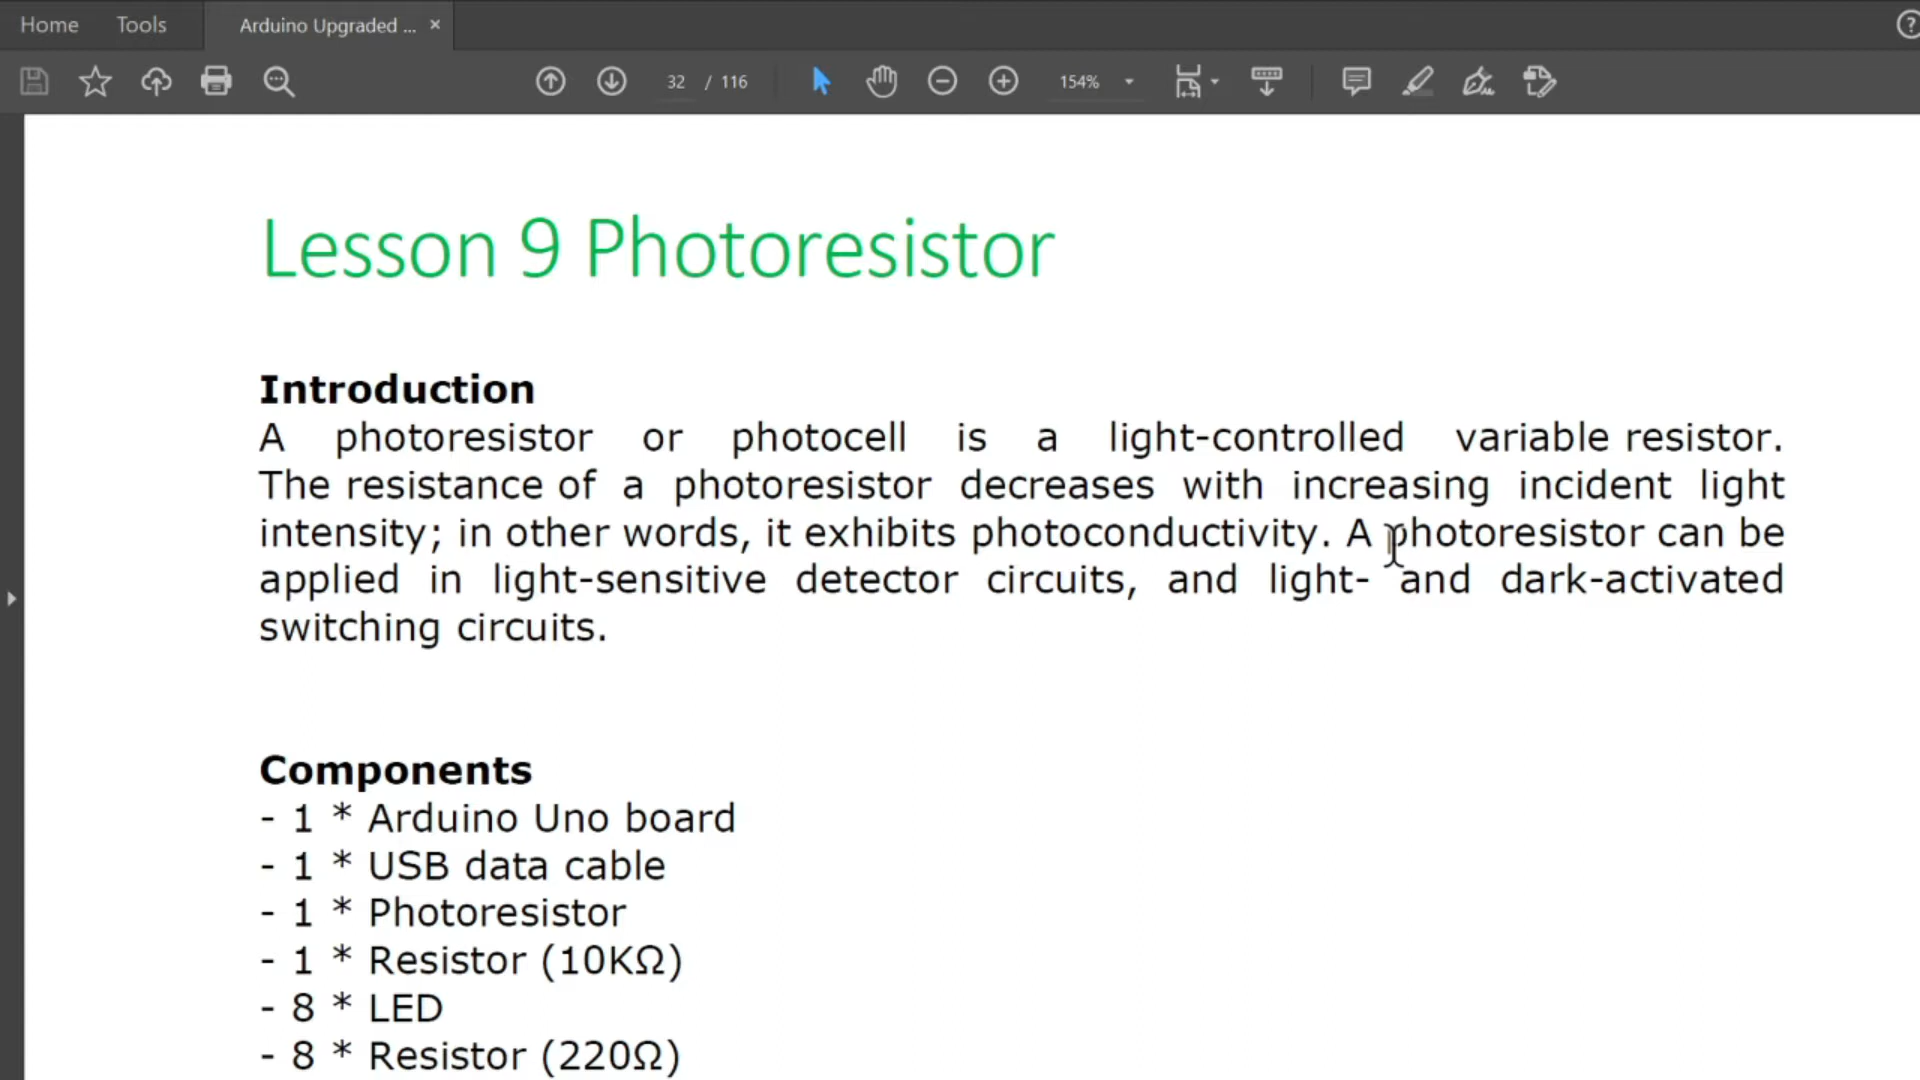 Home Tools Arduino Upgraded ... ×
32 / 116 154%
Lesson 9 Photoresistor
Introduction
A photoresistor or photocell is a light-controlled variable resistor.
The resistance of a photoresistor decreases with increasing incident light
intensity; in other words, it exhibits photoconductivity. A photoresistor can be
applied in light-sensitive detector circuits, and light- and dark-activated
switching circuits.
Components
- 1 * Arduino Uno board
- 1 * USB data cable
- 1 * Photoresistor
- 1 * Resistor (10KΩ)
- 8 * LED
- 8 * Resistor (220Ω)